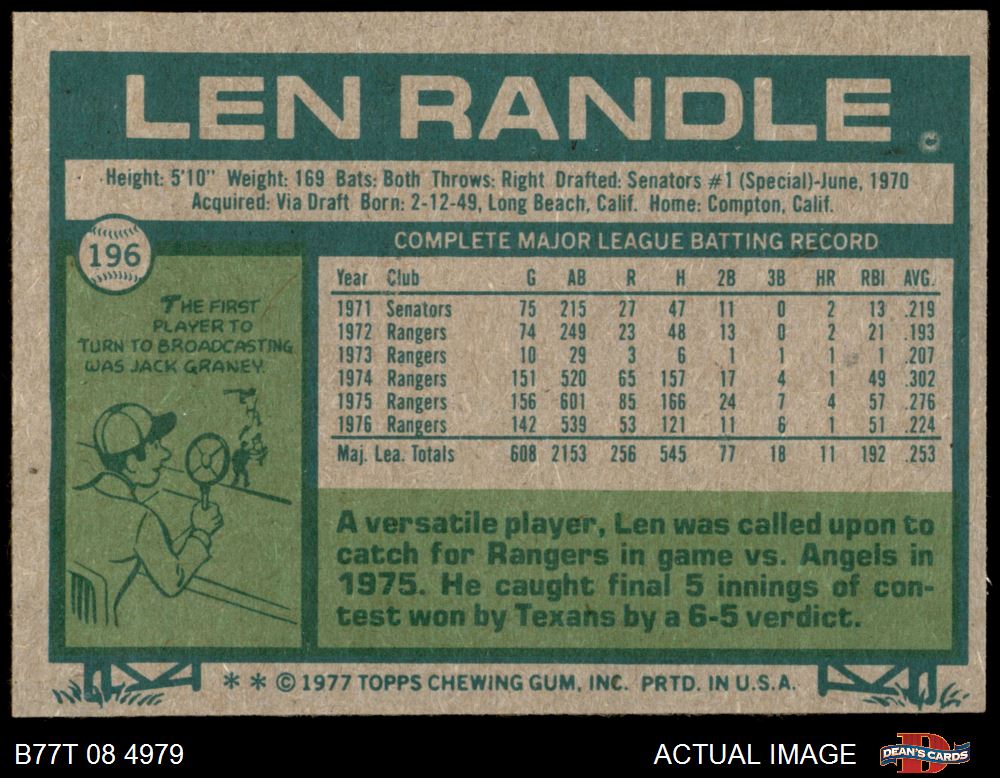 LEN RANDLE
Height: 5'10" Weight: 169 Bats: Both Throws: Right Drafted: Senators #1 (Special)-June, 1970
Acquired: Via Draft Born: 2-12-49, Long Beach, Calif. Home: Compton, Calif.
196
THE FIRST
PLAYER TO
TURN TO BROADCASTING
WAS JACK GRANEY.
COMPLETE MAJOR LEAGUE BATTING RECORD
Year Club G AB R H 2B 3B HR RBI AVG.
1971 Senators 75 215 27 47 11 0 2 13 .219
1972 Rangers 74 249 23 48 13 0 2 21 .193
1973 Rangers 10 29 3 6 1 1 1 1 .207
1974 Rangers 151 520 65 157 17 4 1 49 .302
1975 Rangers 156 601 85 166 24 7 4 57 .276
1976 Rangers 142 539 53 121 11 6 1 51 .224
Maj. Lea. Totals 608 2153 256 545 77 18 11 192 .253
A versatile player, Len was called upon to
catch for Rangers in game vs. Angels in
1975. He caught final 5 innings of con-
test won by Texans by a 6-5 verdict.
* * © 1977 TOPPS CHEWING GUM, INC. PRTD. IN U.S.A.
B77T 08 4979
ACTUAL IMAGE
D
DEAN'S CARDS